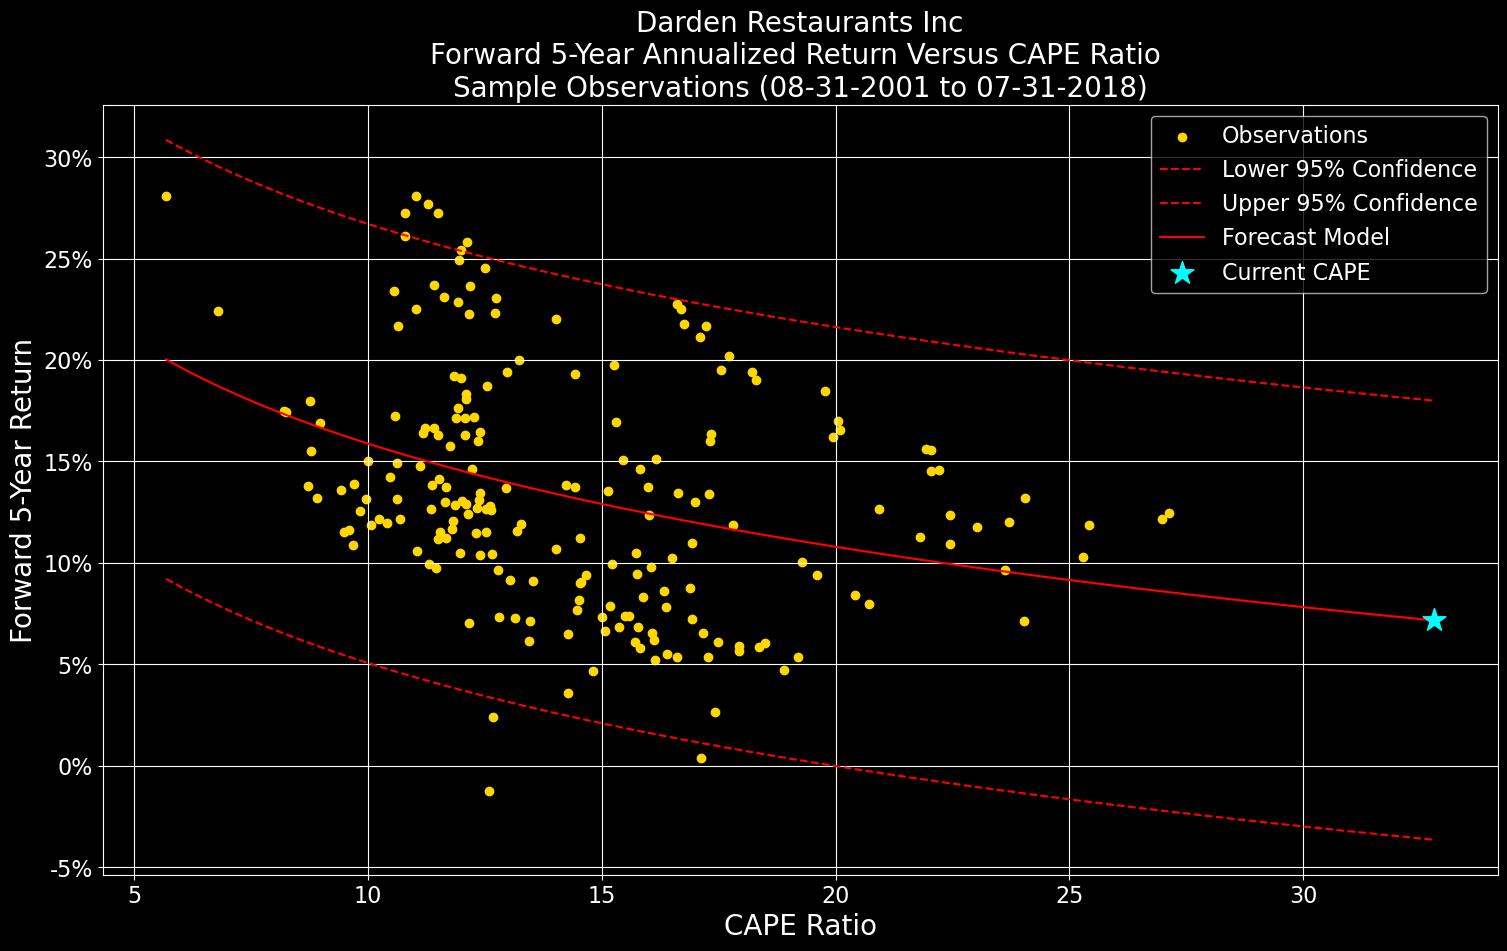 Darden Restaurants Inc
Forward 5-Year Annualized Return Versus CAPE Ratio
Sample Observations (08-31-2001 to 07-31-2018)
Observations
Lower 95% Confidence
Upper 95% Confidence
Forecast Model
Current CAPE
Forward 5-Year Return
30%
25%
20%
15%
10%
5%
0%
-5%
5 10 15 20 25 30
CAPE Ratio